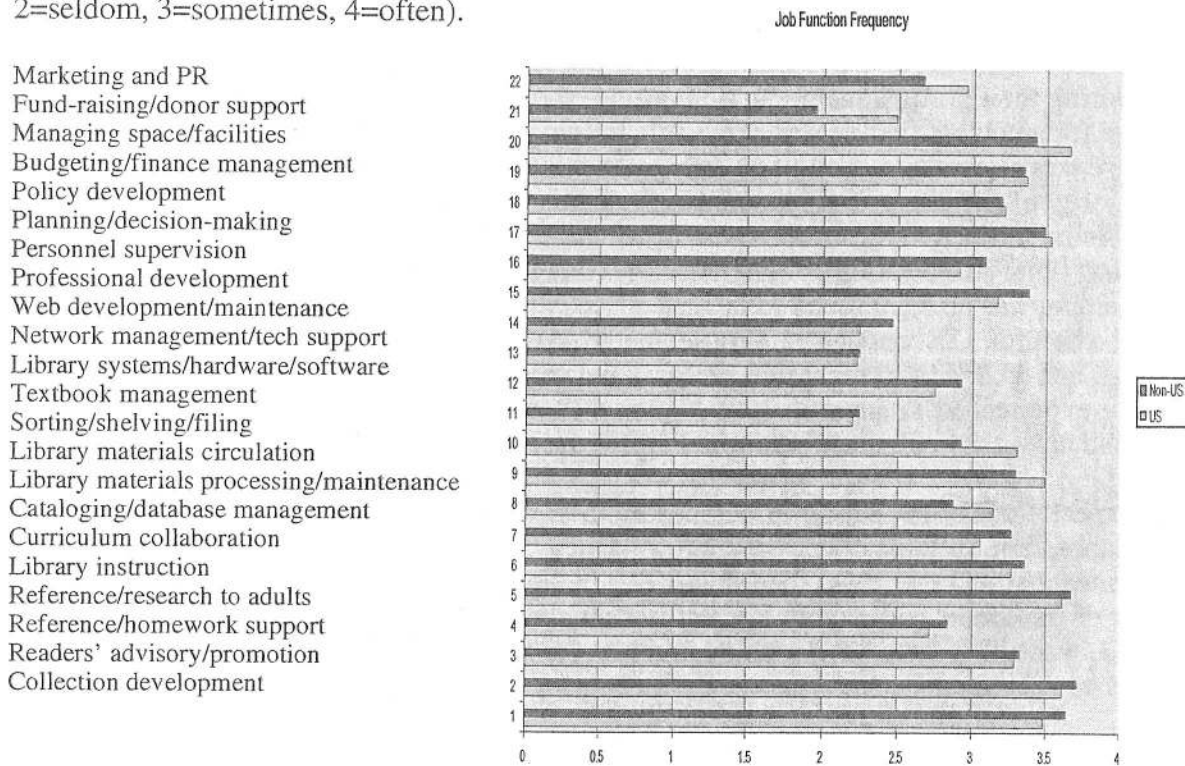 2=seldom, 3=sometimes, 4=often).
Job Function Frequency
Marketing and PR
Fund-raising/donor support
Managing space/facilities
Budgeting/finance management
Policy development
Planning/decision-making
Personnel supervision
Professional development
Web development/maintenance
Network management/tech support
Library systems/hardware/software
Textbook management
Sorting/shelving/filing
Library materials circulation
Library materials processing/maintenance
Cataloging/database management
Curriculum collaboration
Library instruction
Reference/research to adults
Reference/homework support
Readers' advisory/promotion
Collection development
22
21
20
19
18
17
16
15
14
13
12
11
10
9
8
7
6
5
4
3
2
1
0 0.5 1 1.5 2 2.5 3 3.5 4
Non-US
US